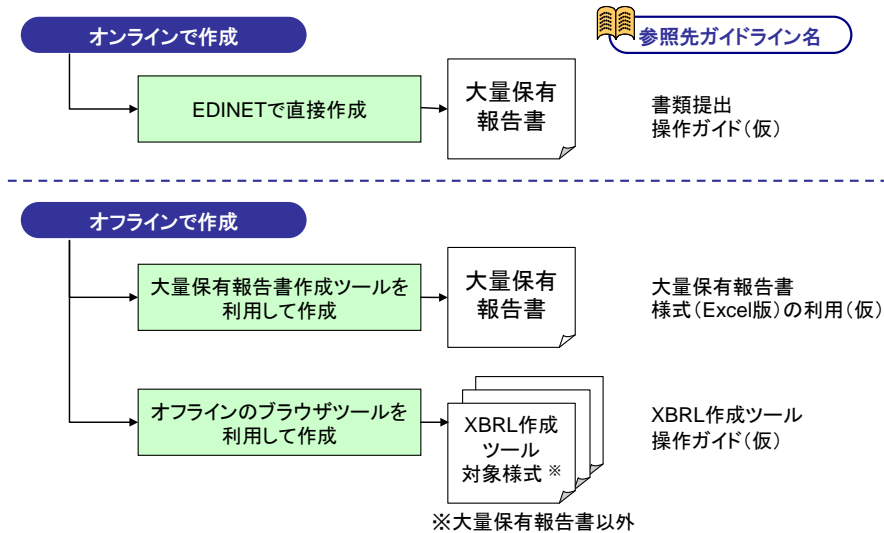 オンラインで作成
参照先ガイドライン名
EDINETで直接作成
大量保有
報告書
書類提出
操作ガイド（仮）
オフラインで作成
大量保有報告書作成ツールを
利用して作成
大量保有
報告書
大量保有報告書
様式（Excel版）の利用（仮）
オフラインのブラウザツールを
利用して作成
XBRL作成
ツール
対象様式※
XBRL作成ツール
操作ガイド（仮）
※大量保有報告書以外